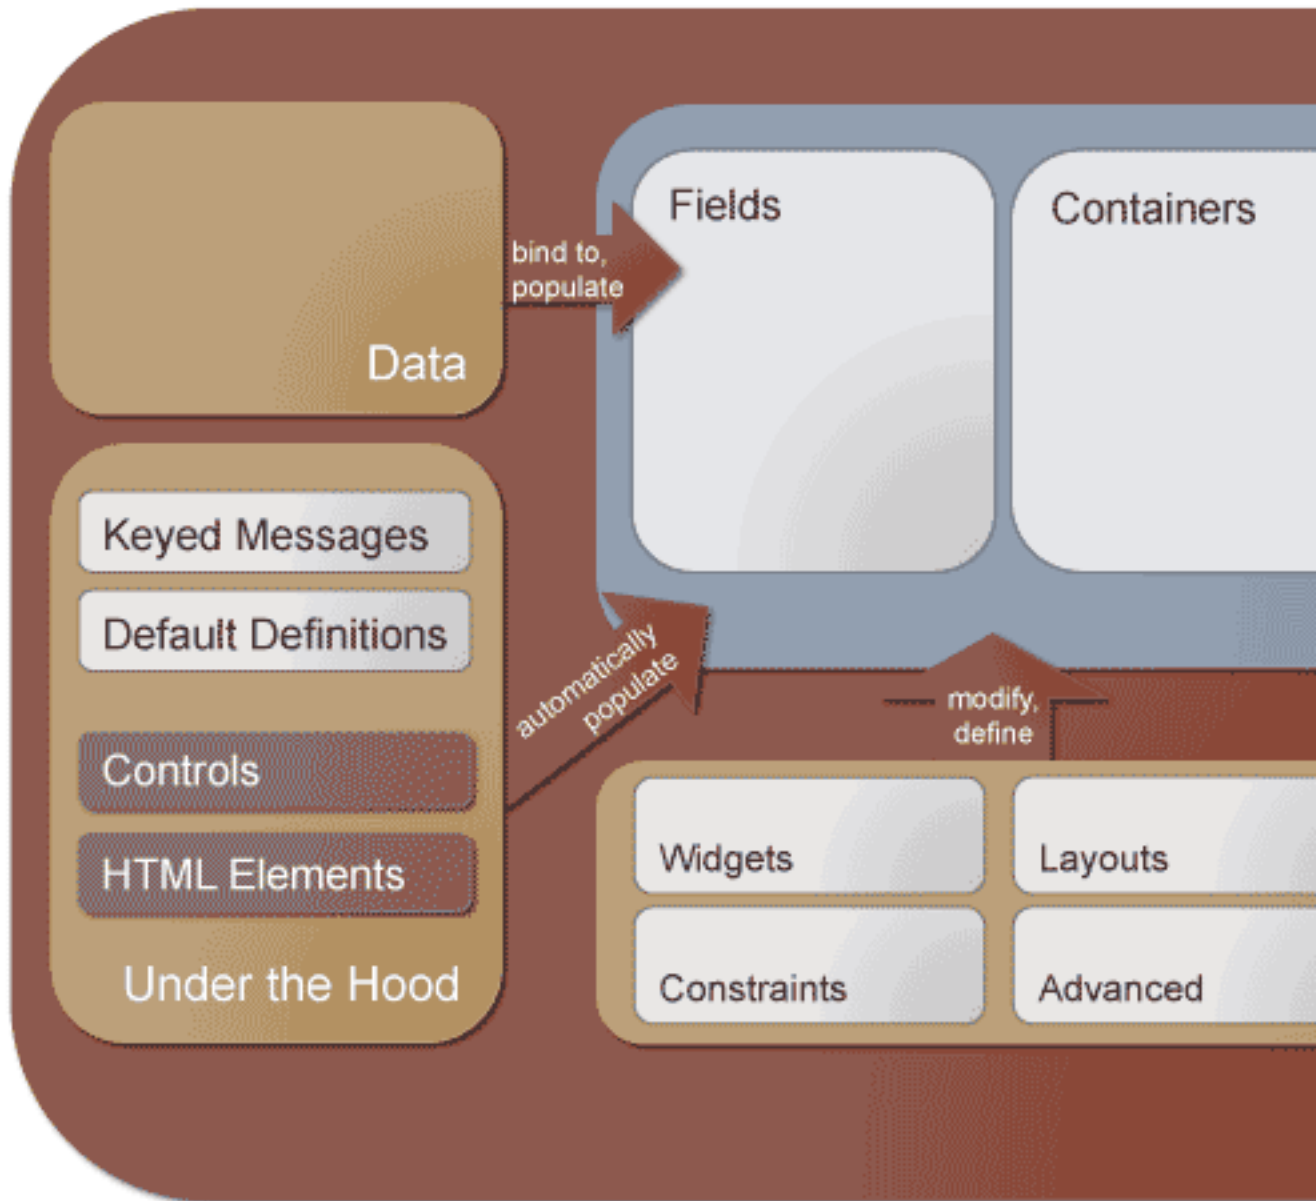 Data
bind to,
populate
Fields
Containers
Keyed Messages
Default Definitions
Controls
HTML Elements
Under the Hood
automatically
populate
modify,
define
Widgets
Layouts
Constraints
Advanced